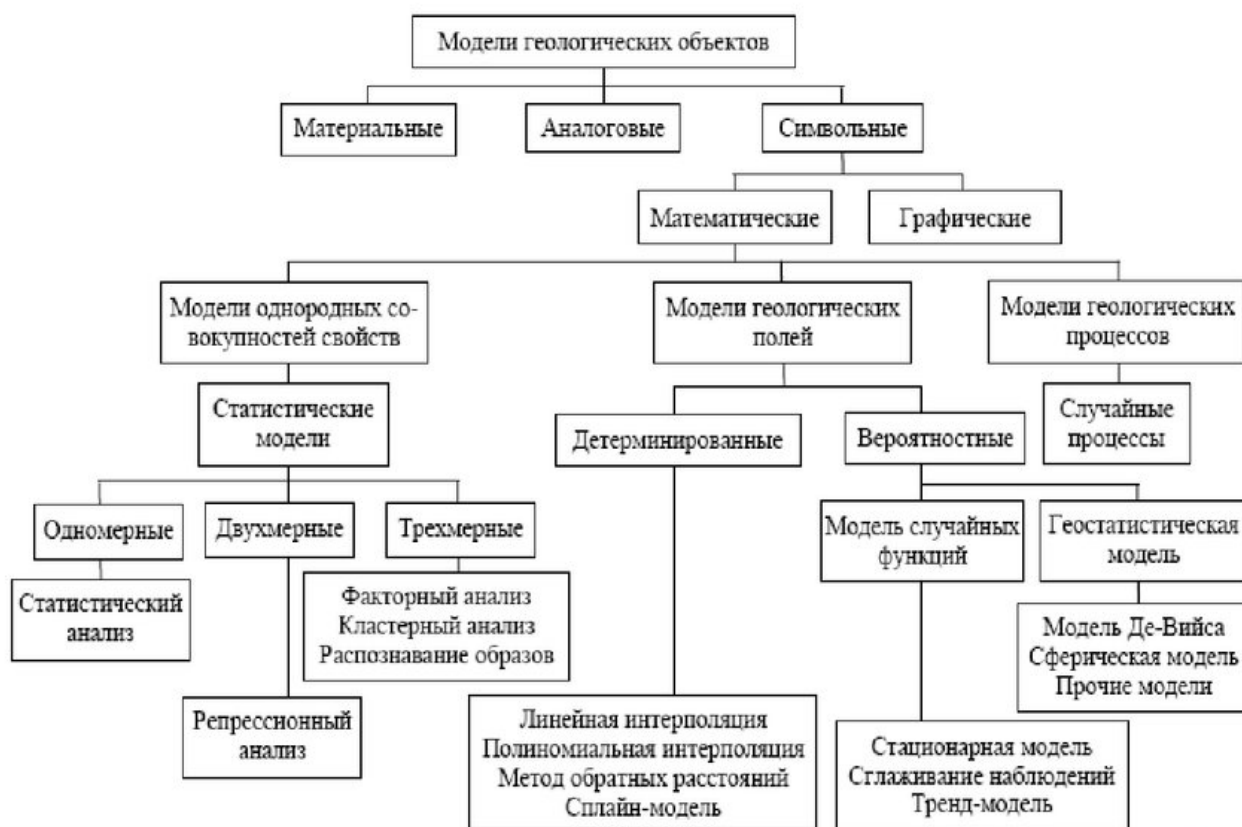 Модели геологических объектов
Материальные
Аналоговые
Символьные
Математические
Графические
Модели однородных со-
вокупностей свойств
Модели геологических
полей
Модели геологических
процессов
Статистические
модели
Детерминированные
Вероятностные
Случайные
процессы
Одномерные
Двухмерные
Трехмерные
Модель случайных
функций
Геостатистическая
модель
Статистический
анализ
Факторный анализ
Кластерный анализ
Распознавание образов
Модель Де-Вийса
Сферическая модель
Прочие модели
Репрессионный
анализ
Линейная интерполяция
Полиномиальная интерполяция
Метод обратных расстояний
Сплайн-модель
Стационарная модель
Сглаживание наблюдений
Тренд-модель